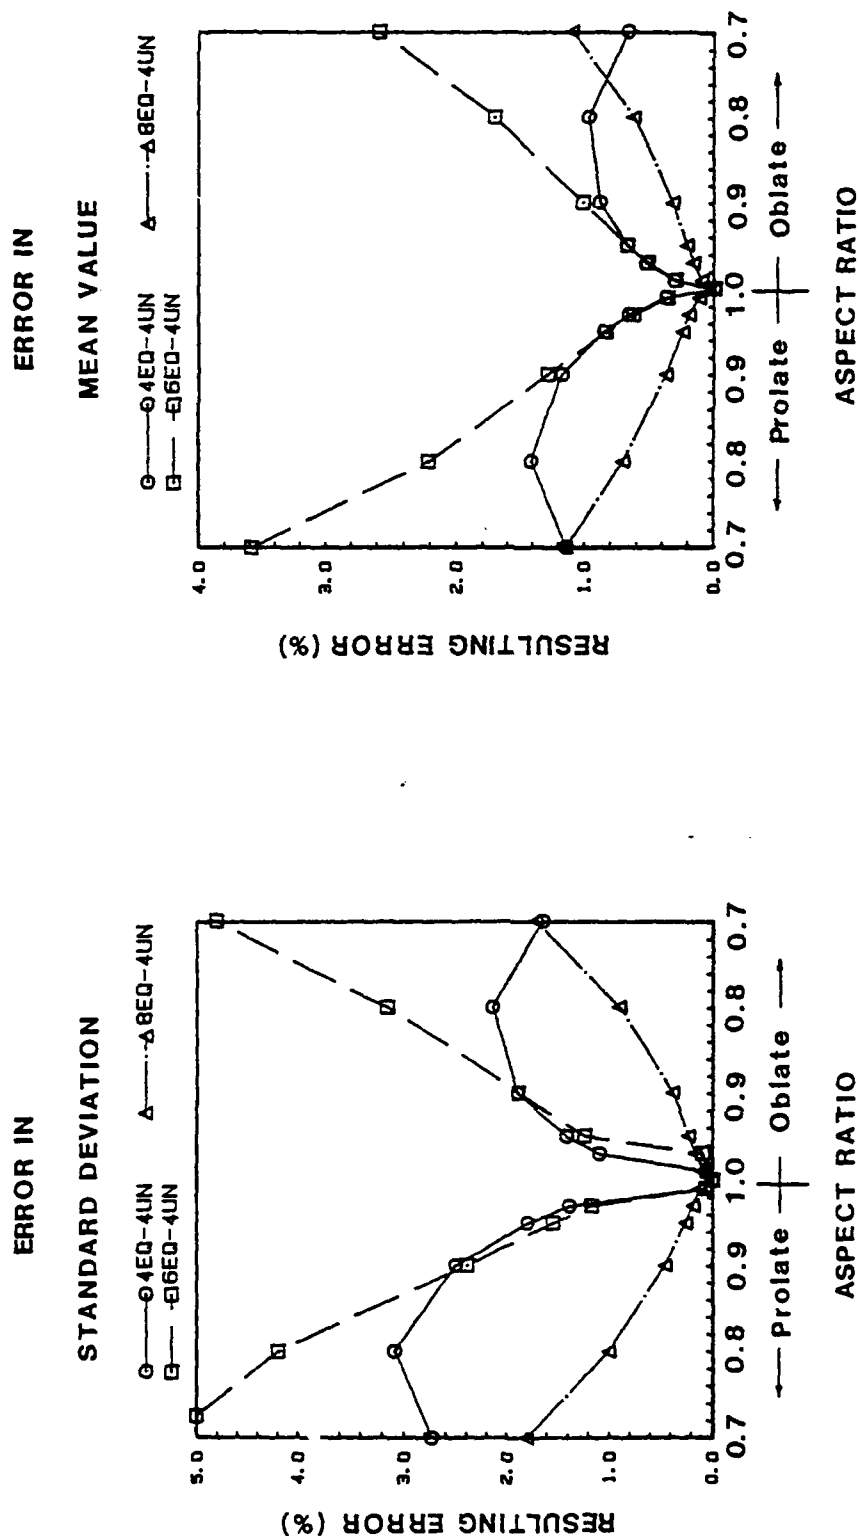 ERROR IN
STANDARD DEVIATION
4EQ-4UN 8EQ-4UN
6EQ-4UN
5.0
4.0
3.0
2.0
1.0
0.0
RESULTING ERROR (%)
0.7 0.8 0.9 1.0 0.9 0.8 0.7
Prolate Oblate
ASPECT RATIO
ERROR IN
MEAN VALUE
4EQ-4UN 8EQ-4UN
6EQ-4UN
4.0
3.0
2.0
1.0
0.0
RESULTING ERROR (%)
0.7 0.8 0.9 1.0 0.9 0.8 0.7
Prolate Oblate
ASPECT RATIO